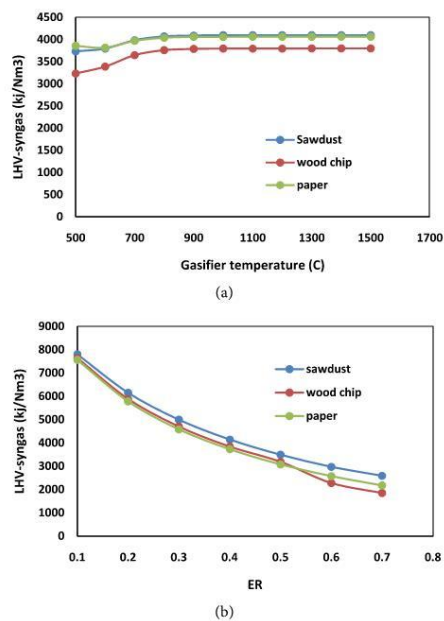 4500
4000
3500
3000
2500
2000
1500
1000
500
0
LHV-syngas (kj/Nm3)
Sawdust
wood chip
paper
500 700 900 1100 1300 1500 1700
Gasifier temperature (C)
(a)
9000
8000
7000
6000
5000
4000
3000
2000
1000
0
LHV-syngas (kj/Nm3)
sawdust
wood chip
paper
0.1 0.2 0.3 0.4 0.5 0.6 0.7 0.8
ER
(b)